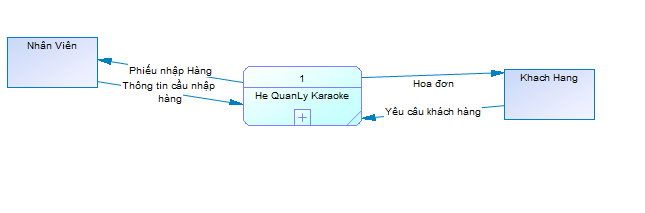 Nhân Viên
Phiếu nhập Hàng
Thông tin cầu nhập
hàng
1
He QuanLy Karaoke
Hoa đơn
Yêu câu khách hàng
Khach Hang